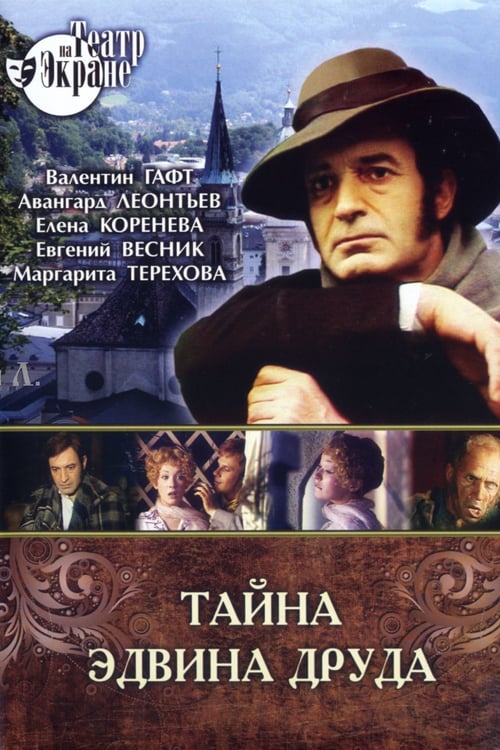 Театр
на
Экране
Валентин ГАФТ
Авангард ЛЕОНТЬЕВ
Елена КОРЕНЕВА
Евгений ВЕСНИК
Маргарита ТЕРЕХОВА
Л.
ТАЙНА
ЭДВИНА ДРУДА